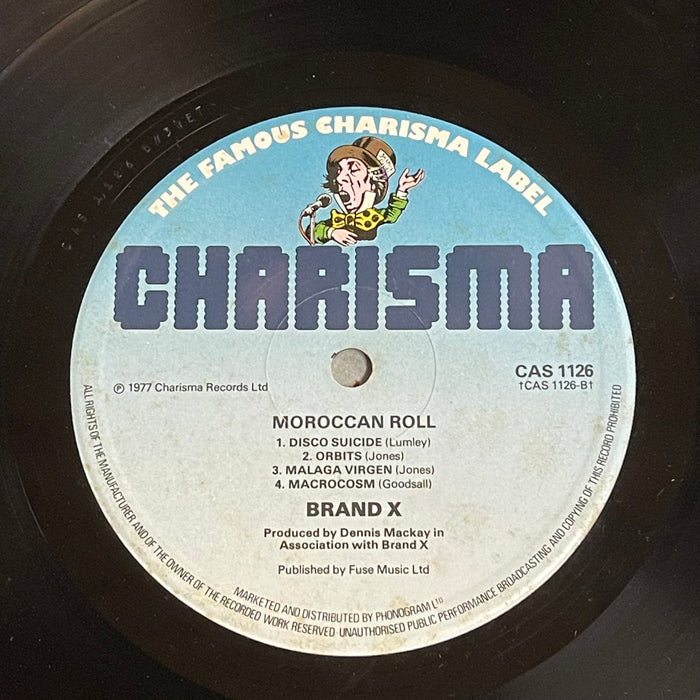 THE FAMOUS CHARISMA LABEL
CHARISMA
℗ 1977 Charisma Records Ltd
CAS 1126
†CAS 1126-B†
MOROCCAN ROLL
1. DISCO SUICIDE (Lumley)
2. ORBITS (Jones)
3. MALAGA VIRGEN (Jones)
4. MACROCOSM (Goodsall)
BRAND X
Produced by Dennis Mackay in
Association with Brand X
Published by Fuse Music Ltd
MARKETED AND DISTRIBUTED BY PHONOGRAM LTD
ALL RIGHTS OF THE MANUFACTURER AND OF THE OWNER OF THE RECORDED WORK RESERVED · UNAUTHORISED PUBLIC PERFORMANCE BROADCASTING AND COPYING OF THIS RECORD PROHIBITED